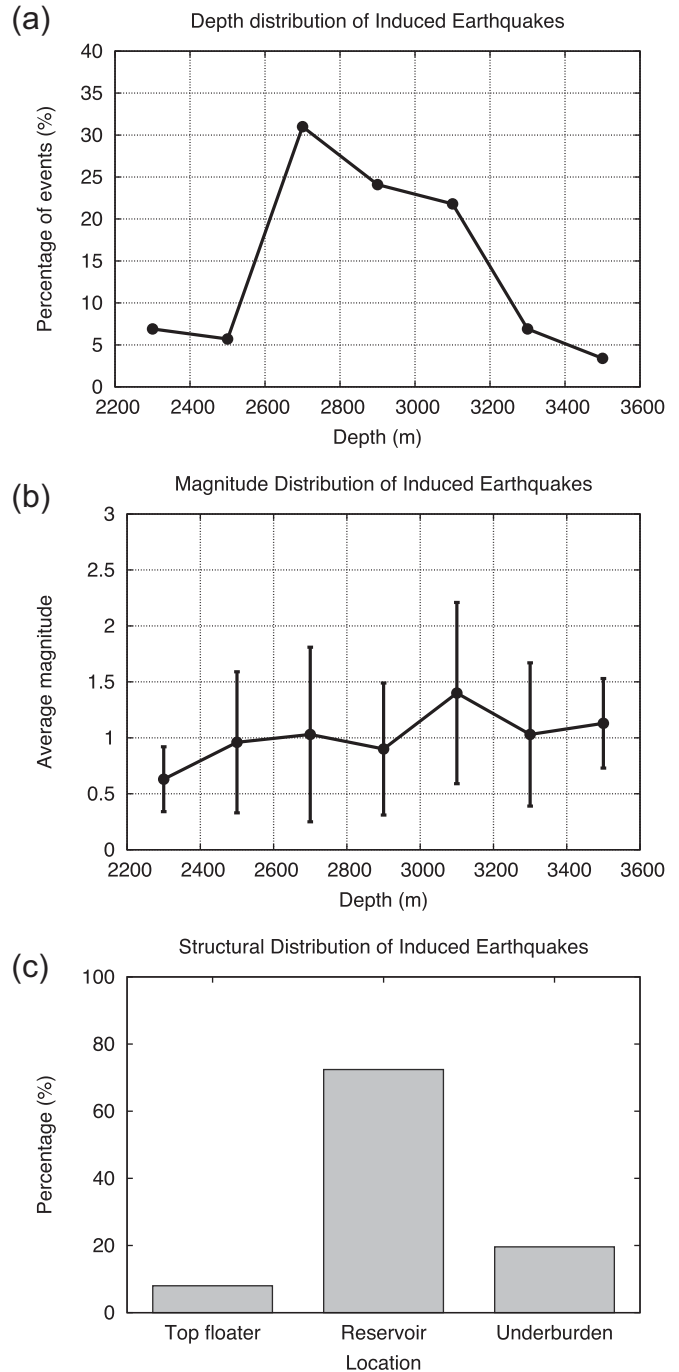 (a)
Depth distribution of Induced Earthquakes
Percentage of events (%)
40
35
30
25
20
15
10
5
0
2200 2400 2600 2800 3000 3200 3400 3600
Depth (m)
(b)
Magnitude Distribution of Induced Earthquakes
Average magnitude
3
2.5
2
1.5
1
0.5
0
2200 2400 2600 2800 3000 3200 3400 3600
Depth (m)
(c)
Structural Distribution of Induced Earthquakes
Percentage (%)
100
80
60
40
20
0
Top floater Reservoir Underburden
Location